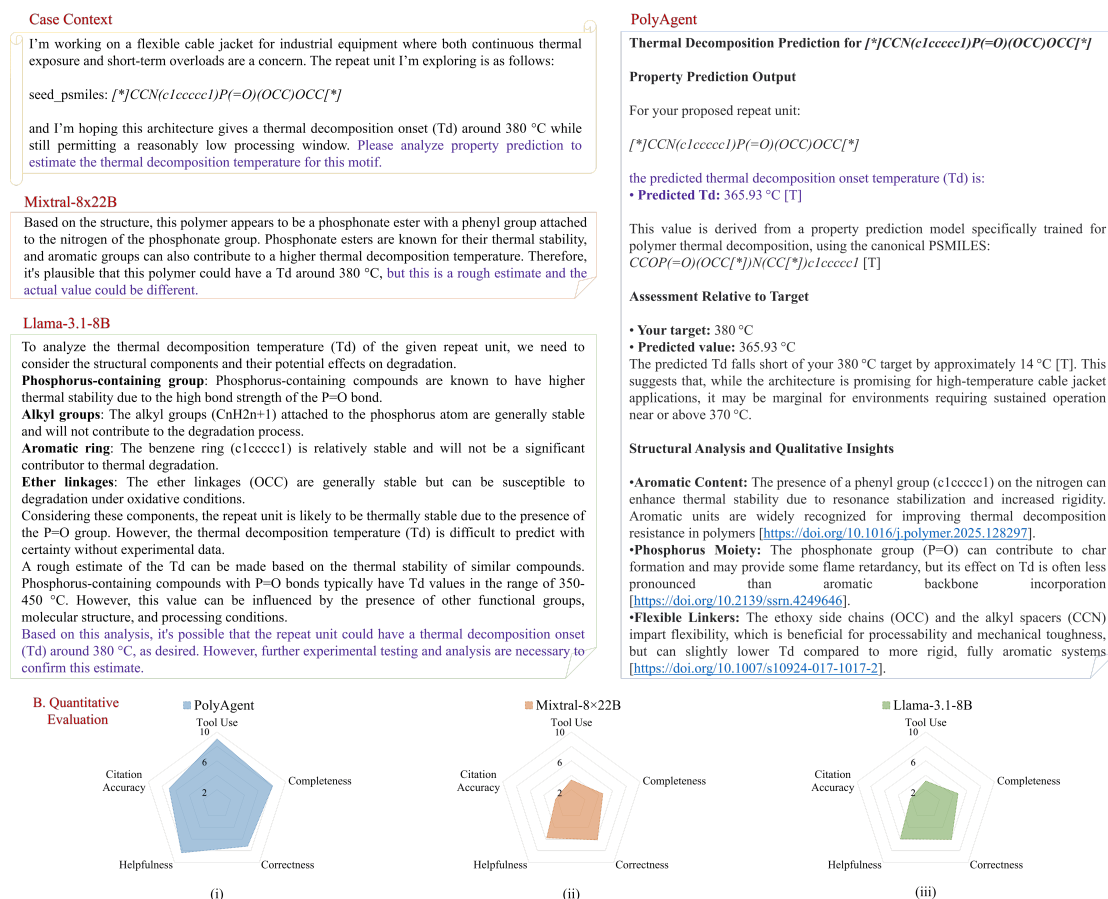 Case Context
I'm working on a flexible cable jacket for industrial equipment where both continuous thermal
exposure and short-term overloads are a concern. The repeat unit I'm exploring is as follows:
seed_psmiles: [*]CCN(c1ccccc1)P(=O)(OCC)OCC[*]
and I'm hoping this architecture gives a thermal decomposition onset (Td) around 380 °C while
still permitting a reasonably low processing window. Please analyze property prediction to
estimate the thermal decomposition temperature for this motif.
Mixtral-8x22B
Based on the structure, this polymer appears to be a phosphonate ester with a phenyl group attached
to the nitrogen of the phosphonate group. Phosphonate esters are known for their thermal stability,
and aromatic groups can also contribute to a higher thermal decomposition temperature. Therefore,
it's plausible that this polymer could have a Td around 380 °C, but this is a rough estimate and the
actual value could be different.
Llama-3.1-8B
To analyze the thermal decomposition temperature (Td) of the given repeat unit, we need to
consider the structural components and their potential effects on degradation.
Phosphorus-containing group: Phosphorus-containing compounds are known to have higher
thermal stability due to the high bond strength of the P=O bond.
Alkyl groups: The alkyl groups (CnH2n+1) attached to the phosphorus atom are generally stable
and will not contribute to the degradation process.
Aromatic ring: The benzene ring (c1ccccc1) is relatively stable and will not be a significant
contributor to thermal degradation.
Ether linkages: The ether linkages (OCC) are generally stable but can be susceptible to
degradation under oxidative conditions.
Considering these components, the repeat unit is likely to be thermally stable due to the presence of
the P=O group. However, the thermal decomposition temperature (Td) is difficult to predict with
certainty without experimental data.
A rough estimate of the Td can be made based on the thermal stability of similar compounds.
Phosphorus-containing compounds with P=O bonds typically have Td values in the range of 350-
450 °C. However, this value can be influenced by the presence of other functional groups,
molecular structure, and processing conditions.
Based on this analysis, it's possible that the repeat unit could have a thermal decomposition onset
(Td) around 380 °C, as desired. However, further experimental testing and analysis are necessary to
confirm this estimate.
PolyAgent
Thermal Decomposition Prediction for [*]CCN(c1ccccc1)P(=O)(OCC)OCC[*]
Property Prediction Output
For your proposed repeat unit:
[*]CCN(c1ccccc1)P(=O)(OCC)OCC[*]
the predicted thermal decomposition onset temperature (Td) is:
• Predicted Td: 365.93 °C [T]
This value is derived from a property prediction model specifically trained for
polymer thermal decomposition, using the canonical PSMILES:
CCOP(=O)(OCC[*])N(CC[*])c1ccccc1 [T]
Assessment Relative to Target
• Your target: 380 °C
• Predicted value: 365.93 °C
The predicted Td falls short of your 380 °C target by approximately 14 °C [T]. This
suggests that, while the architecture is promising for high-temperature cable jacket
applications, it may be marginal for environments requiring sustained operation
near or above 370 °C.
Structural Analysis and Qualitative Insights
•Aromatic Content: The presence of a phenyl group (c1ccccc1) on the nitrogen can
enhance thermal stability due to resonance stabilization and increased rigidity.
Aromatic units are widely recognized for improving thermal decomposition
resistance in polymers [https://doi.org/10.1016/j.polymer.2025.128297].
•Phosphorus Moiety: The phosphonate group (P=O) can contribute to char
formation and may provide some flame retardancy, but its effect on Td is often less
pronounced than aromatic backbone incorporation
[https://doi.org/10.2139/ssrn.4249646].
•Flexible Linkers: The ethoxy side chains (OCC) and the alkyl spacers (CCN)
impart flexibility, which is beneficial for processability and mechanical toughness,
but can slightly lower Td compared to more rigid, fully aromatic systems
[https://doi.org/10.1007/s10924-017-1017-2].
B. Quantitative
Evaluation
PolyAgent
Tool Use
10
6
2
Citation
Accuracy
Completeness
Helpfulness
Correctness
(i)
Mixtral-8×22B
Tool Use
10
6
2
Citation
Accuracy
Completeness
Helpfulness
Correctness
(ii)
Llama-3.1-8B
Tool Use
10
6
2
Citation
Accuracy
Completeness
Helpfulness
Correctness
(iii)